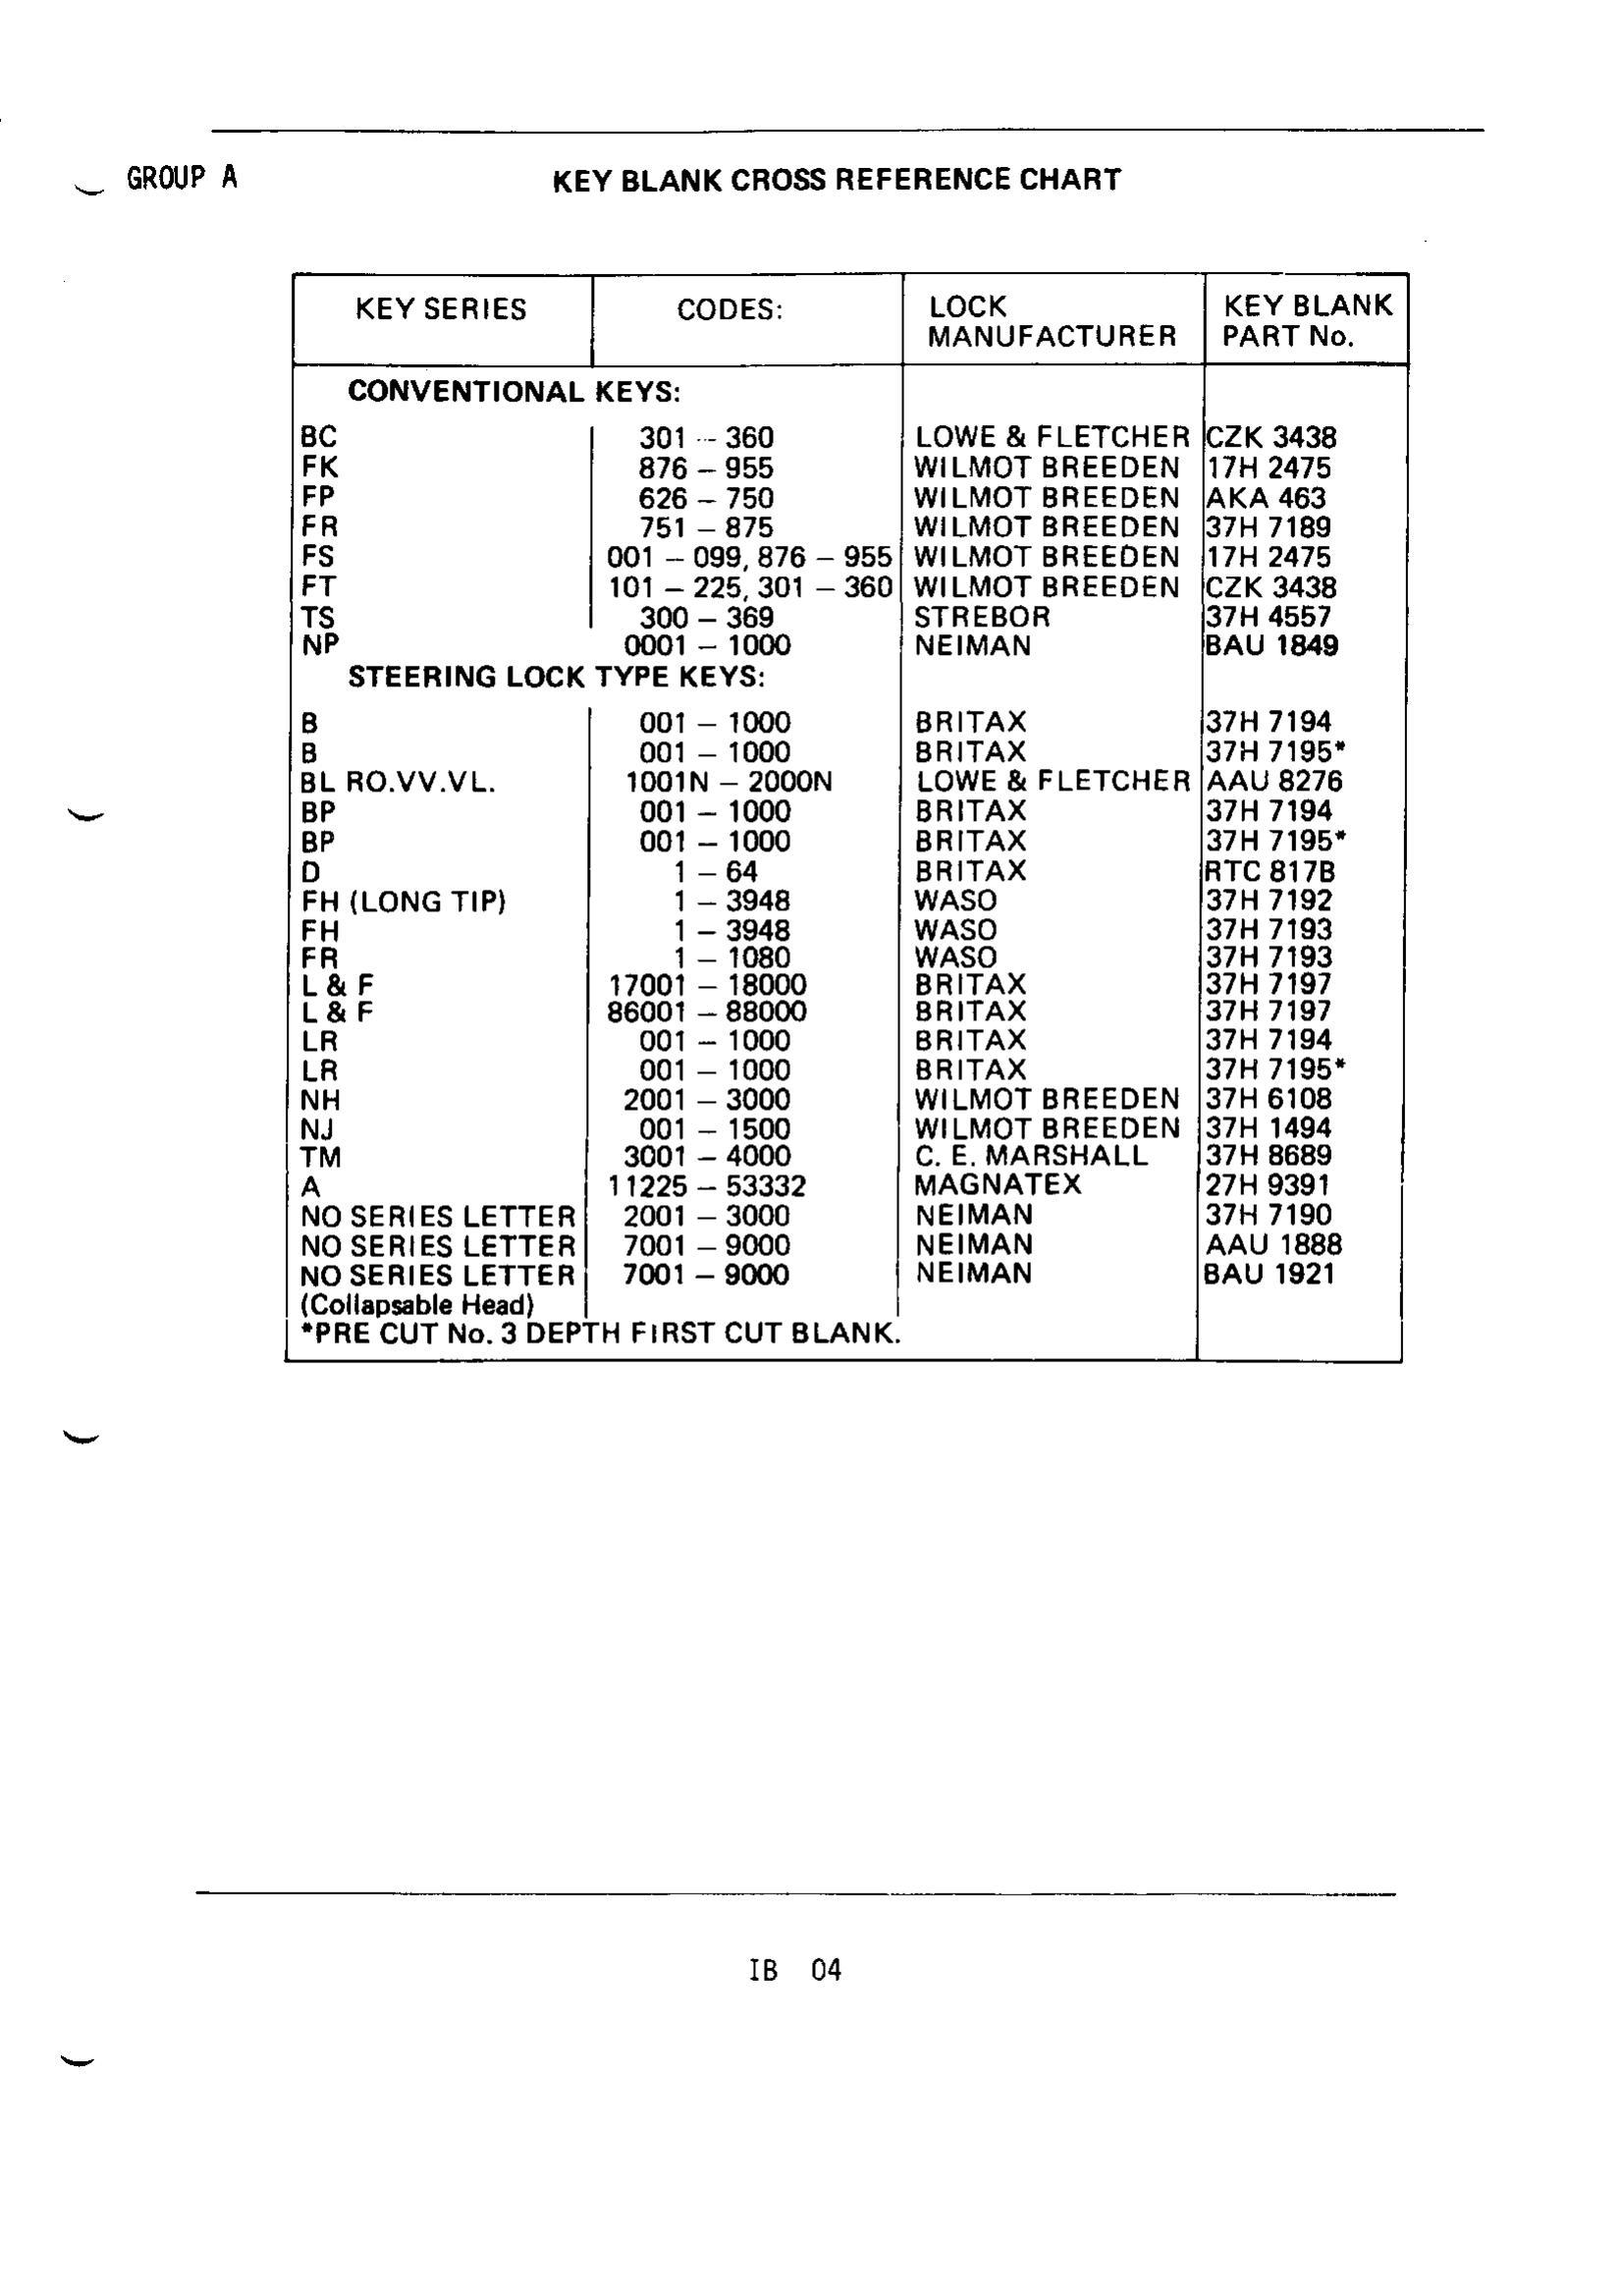 GROUP A
KEY BLANK CROSS REFERENCE CHART
KEY SERIES CODES: LOCK MANUFACTURER KEY BLANK PART No.
CONVENTIONAL KEYS:
BC 301 – 360 LOWE & FLETCHER CZK 3438
FK 876 – 955 WILMOT BREEDEN 17H 2475
FP 626 – 750 WILMOT BREEDEN AKA 463
FR 751 – 875 WILMOT BREEDEN 37H 7189
FS 001 – 099, 876 – 955 WILMOT BREEDEN 17H 2475
FT 101 – 225, 301 – 360 WILMOT BREEDEN CZK 3438
TS 300 – 369 STREBOR 37H 4557
NP 0001 – 1000 NEIMAN BAU 1849
STEERING LOCK TYPE KEYS:
B 001 – 1000 BRITAX 37H 7194
B 001 – 1000 BRITAX 37H 7195*
BL RO.VV.VL. 1001N – 2000N LOWE & FLETCHER AAU 8276
BP 001 – 1000 BRITAX 37H 7194
BP 001 – 1000 BRITAX 37H 7195*
D 1 – 64 BRITAX RTC 817B
FH (LONG TIP) 1 – 3948 WASO 37H 7192
FH 1 – 3948 WASO 37H 7193
FR 1 – 1080 WASO 37H 7193
L & F 17001 – 18000 BRITAX 37H 7197
L & F 86001 – 88000 BRITAX 37H 7197
LR 001 – 1000 BRITAX 37H 7194
LR 001 – 1000 BRITAX 37H 7195*
NH 2001 – 3000 WILMOT BREEDEN 37H 6108
NJ 001 – 1500 WILMOT BREEDEN 37H 1494
TM 3001 – 4000 C. E. MARSHALL 37H 8689
A 11225 – 53332 MAGNATEX 27H 9391
NO SERIES LETTER 2001 – 3000 NEIMAN 37H 7190
NO SERIES LETTER 7001 – 9000 NEIMAN AAU 1888
NO SERIES LETTER 7001 – 9000 NEIMAN BAU 1921
(Collapsable Head)
*PRE CUT No. 3 DEPTH FIRST CUT BLANK.
IB 04